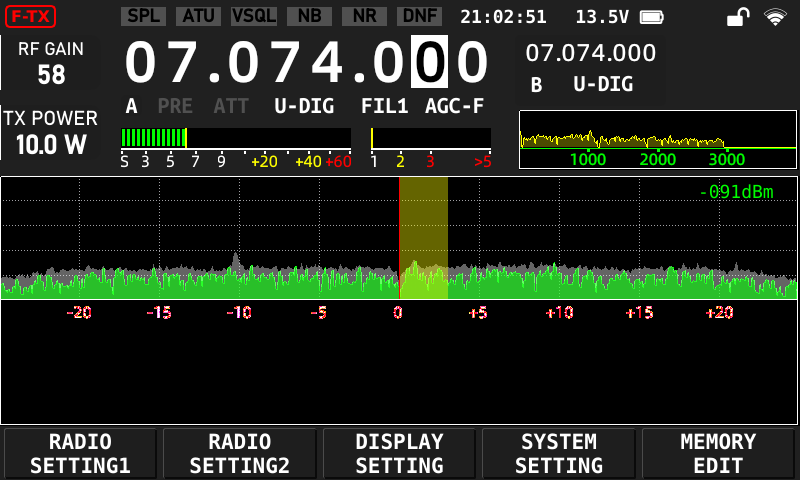 F-TX SPL ATU VSQL NB NR DNF 21:02:51 13.5V
RF GAIN
58
07.074.000
07.074.000
B U-DIG
TX POWER
10.0 W
A PRE ATT U-DIG FIL1 AGC-F
S 3 5 7 9 +20 +40 +60
1 2 3 >5
1000 2000 3000
-091dBm
-20 -15 -10 -5 0 +5 +10 +15 +20
RADIO
SETTING1
RADIO
SETTING2
DISPLAY
SETTING
SYSTEM
SETTING
MEMORY
EDIT